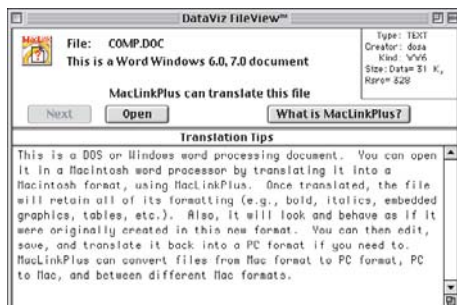 DataViz FileView™
MacLink
File: COMP.DOC
This is a Word Windows 6.0, 7.0 document
MacLinkPlus can translate this file
Type: TEXT
Creator: dosa
Kind: WW6
Size: Data= 31 K,
Rsrc= 328
Next
Open
What is MacLinkPlus?
Translation Tips
This is a DOS or Windows word processing document. You can open
it in a Macintosh word processor by translating it into a
Macintosh format, using MacLinkPlus. Once translated, the file
will retain all of its formatting (e.g., bold, italics, embedded
graphics, tables, etc.). Also, it will look and behave as if it
were originally created in this new format. You can then edit,
save, and translate it back into a PC format if you need to.
MacLinkPlus can convert files from Mac format to PC format, PC
to Mac, and between different Mac formats.